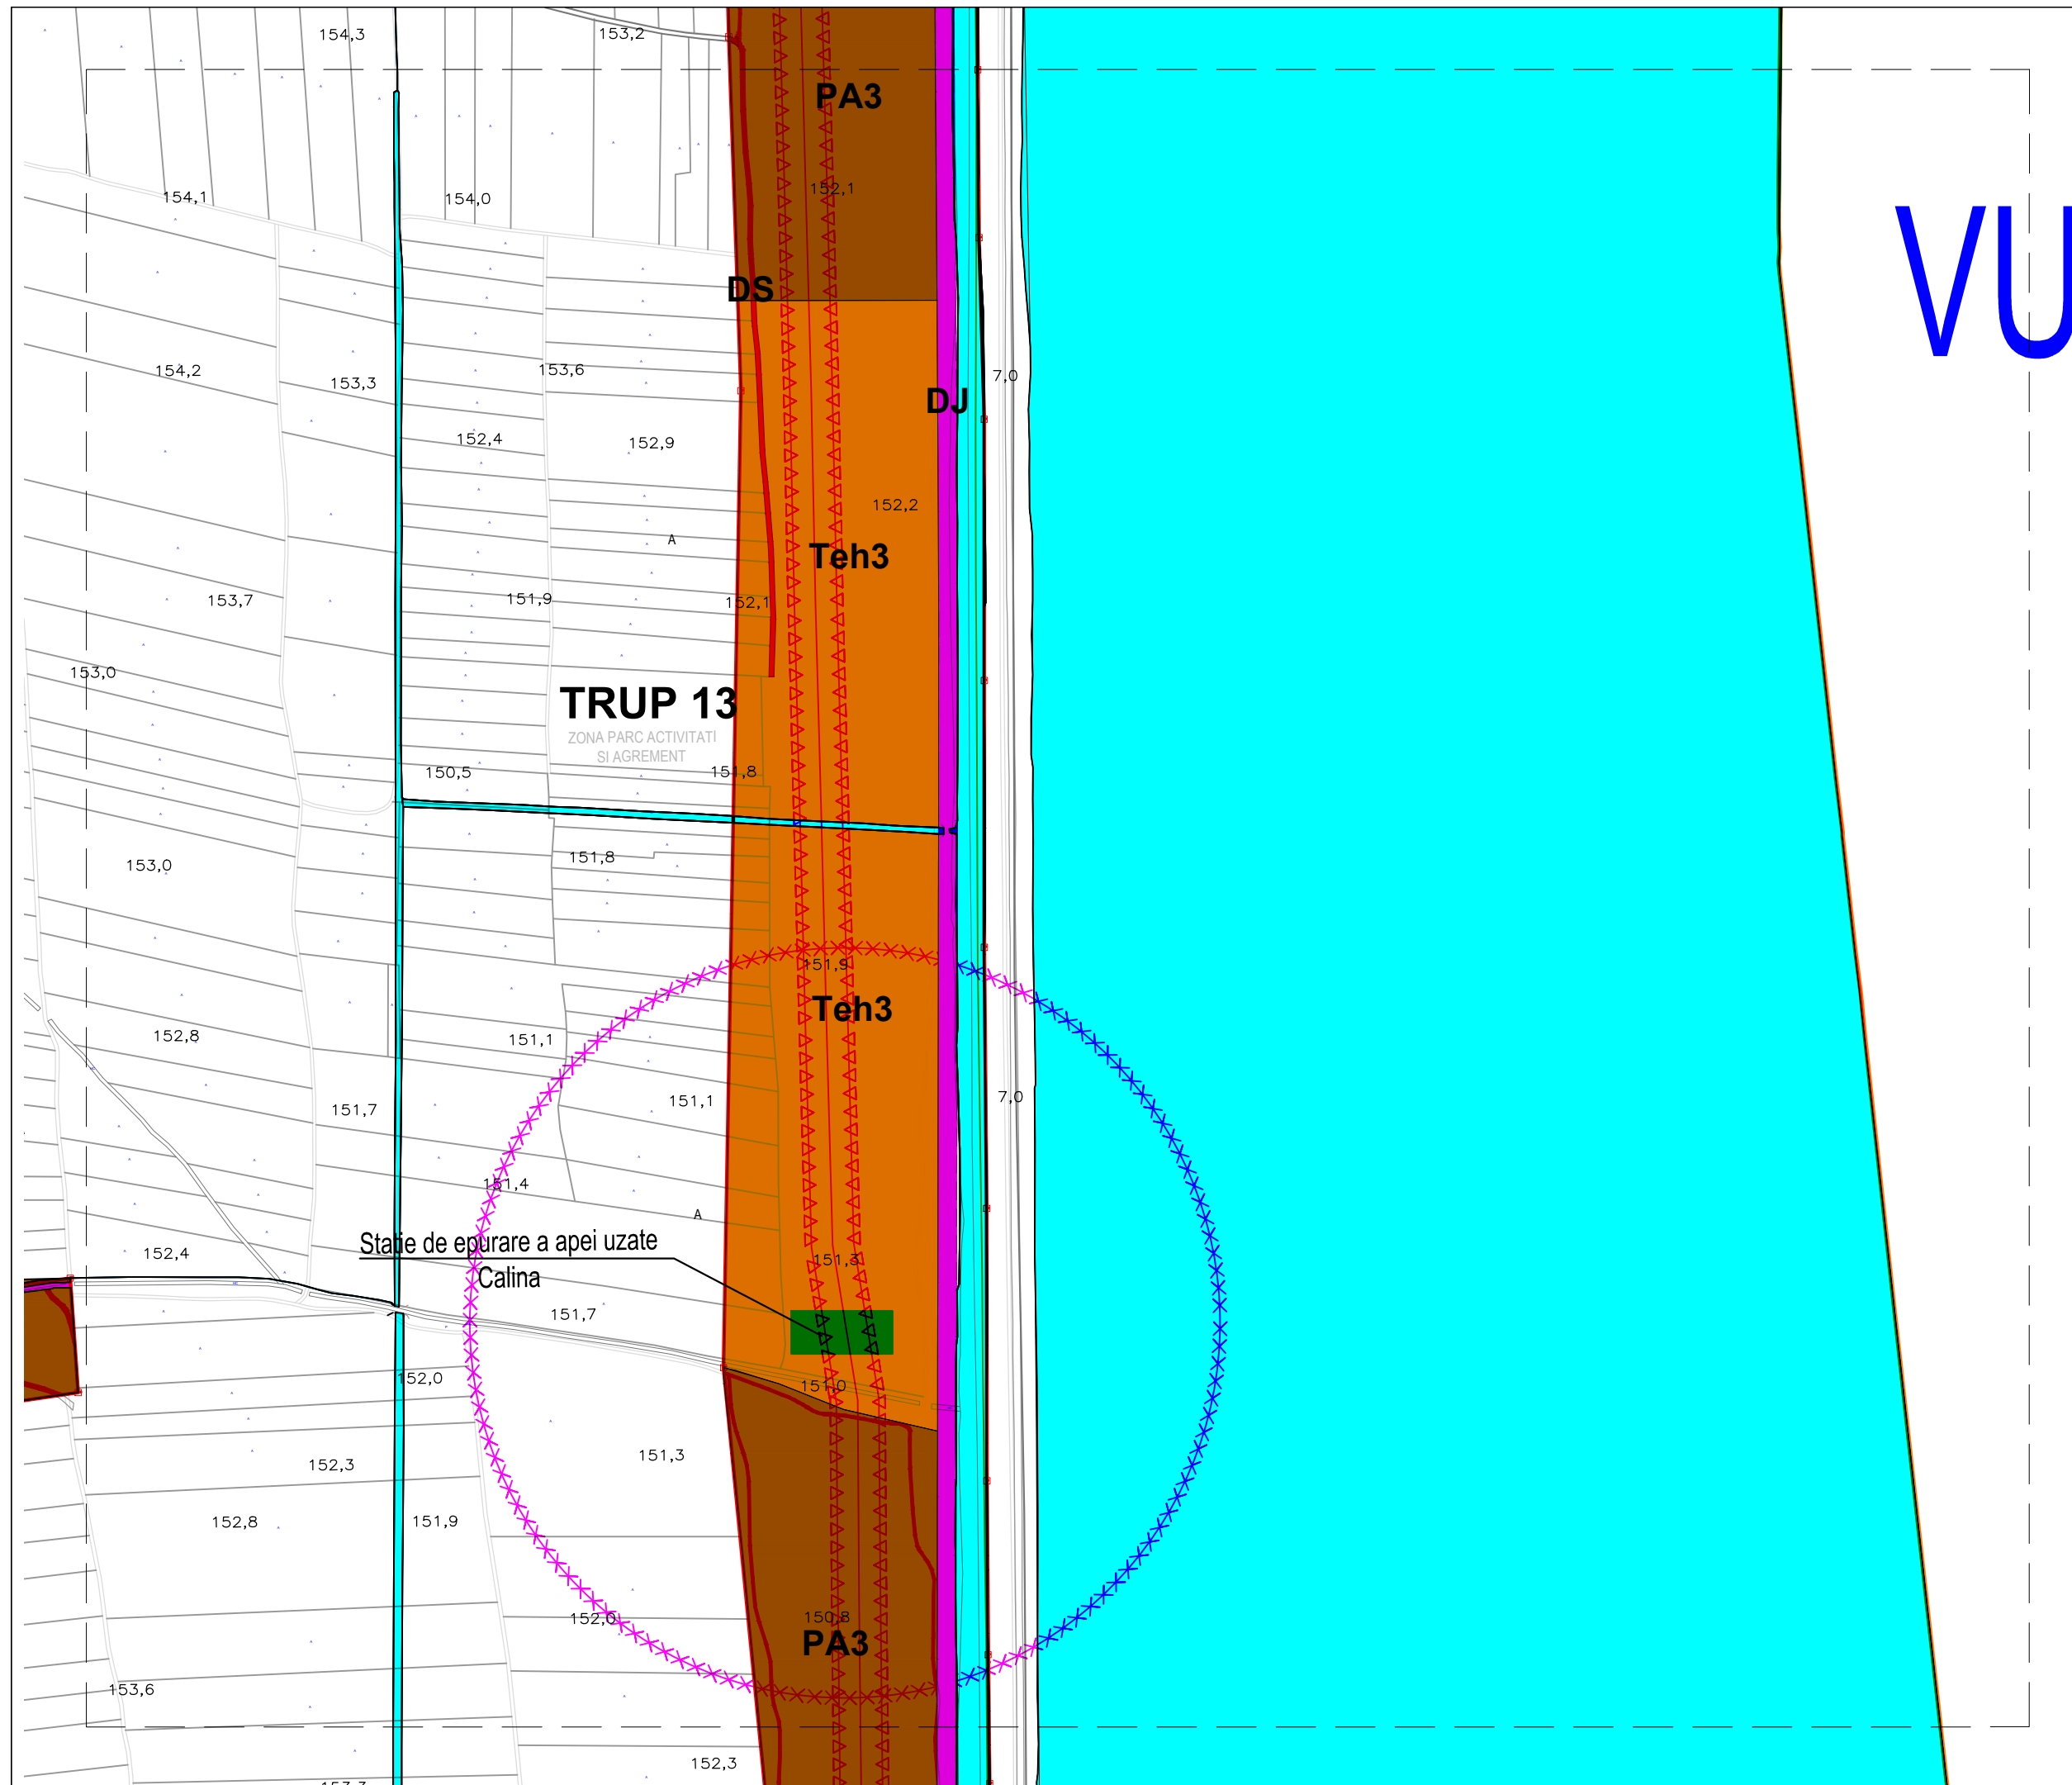 154,3
153,2
PA3
152,1
154,1
154,0
VU
DS
154,2
153,3
153,6
7,0
DJ
152,4
152,9
152,2
A
Teh3
153,7
151,9
152,1
153,0
TRUP 13
ZONA PARC ACTIVITATI
SI AGREMENT
150,5
151,8
153,0
151,8
151,9
Teh3
152,8
151,1
151,7
151,1
7,0
151,4
A
Statie de epurare a apei uzate
Calina
152,4
151,3
151,7
152,0
151,0
152,3
151,3
152,8
151,9
152,0
150,8
PA3
153,6
152,3